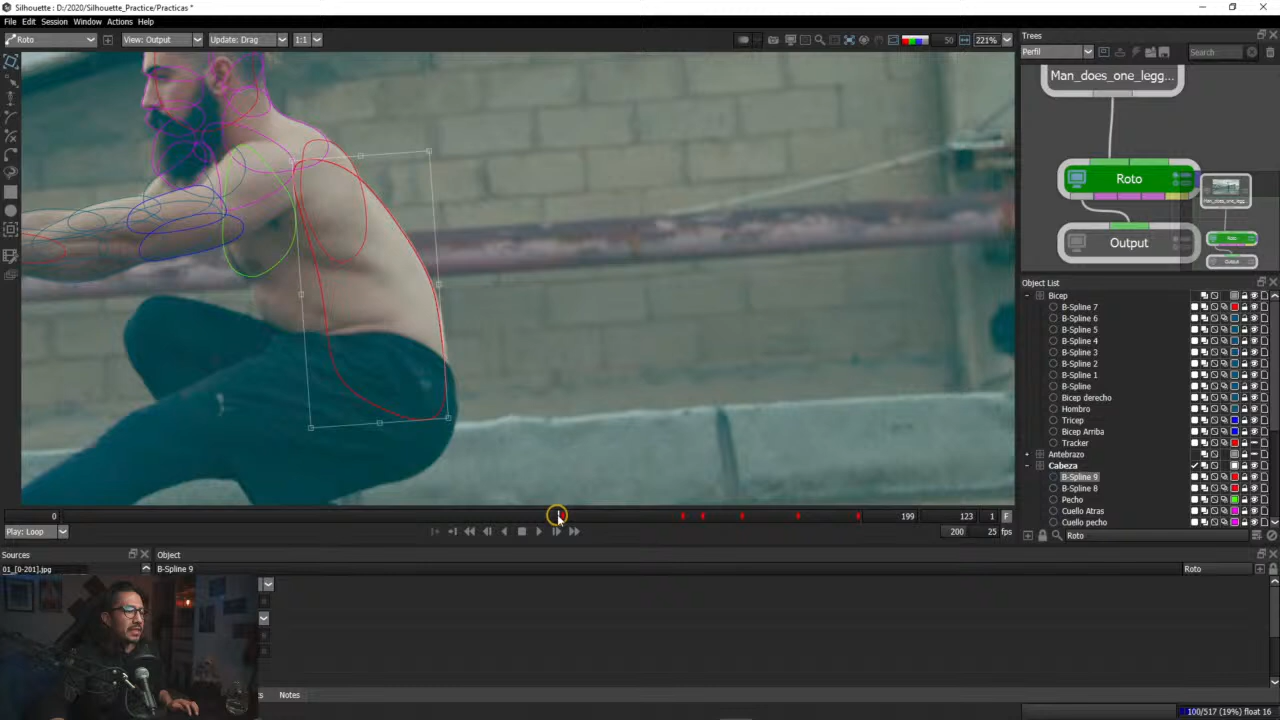 Silhouette : D:/2020/Silhouette_Practice/Practicas *
File Edit Session Window Actions Help
Roto View: Output Update: Drag 1:1 50 221%
Trees
Perfil Search
Man_does_one_legg...
Roto
Output
Object List
Bicep
B-Spline 7
B-Spline 6
B-Spline 5
B-Spline 4
B-Spline 3
B-Spline 2
B-Spline 1
B-Spline
Bicep derecho
Hombro
Tricep
Bicep Arriba
Tracker
Antebrazo
Cabeza
B-Spline 9
B-Spline 8
Pecho
Cuello Atras
Cuello pecho
Roto
0 199 123 1 F
Play: Loop 200 25 fps
Sources Object
01_[0-201].jpg B-Spline 9 Roto
Notes
100/517 (19%) float 16